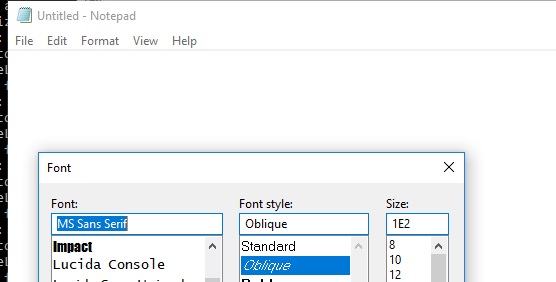 Untitled - Notepad
File Edit Format View Help
Font
Font: Font style: Size:
MS Sans Serif Oblique 1E2
Impact Standard 8
Lucida Console Oblique 10
12